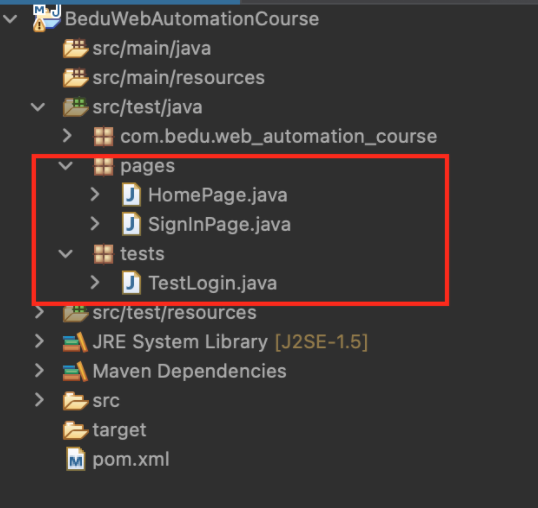 BeduWebAutomationCourse
src/main/java
src/main/resources
src/test/java
com.bedu.web_automation_course
pages
HomePage.java
SignInPage.java
tests
TestLogin.java
src/test/resources
JRE System Library [J2SE-1.5]
Maven Dependencies
src
target
pom.xml